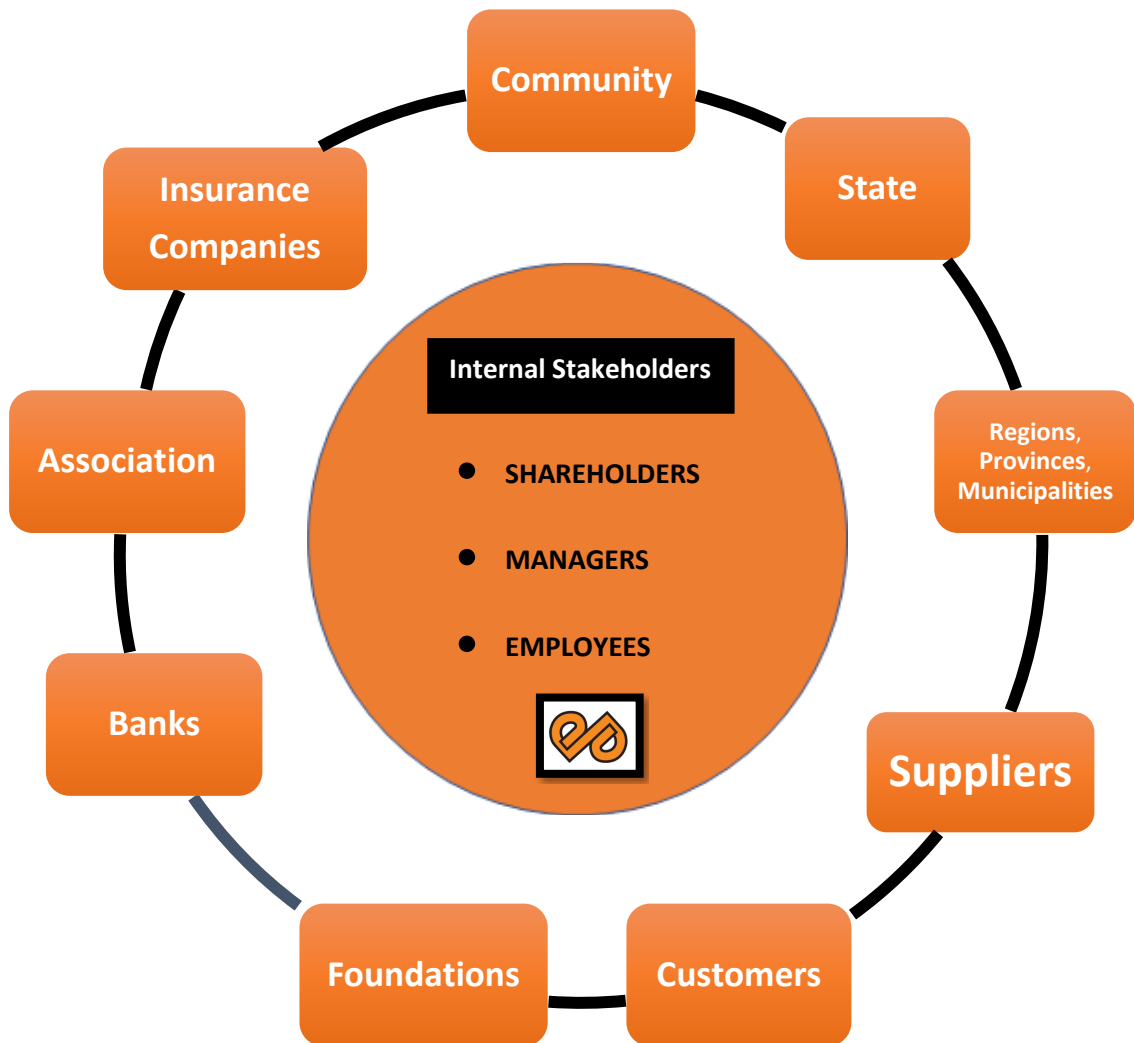 Community
State
Insurance
Companies
Internal Stakeholders
Regions,
Provinces,
Municipalities
Association
● SHAREHOLDERS
● MANAGERS
● EMPLOYEES
Banks
Suppliers
Foundations
Customers